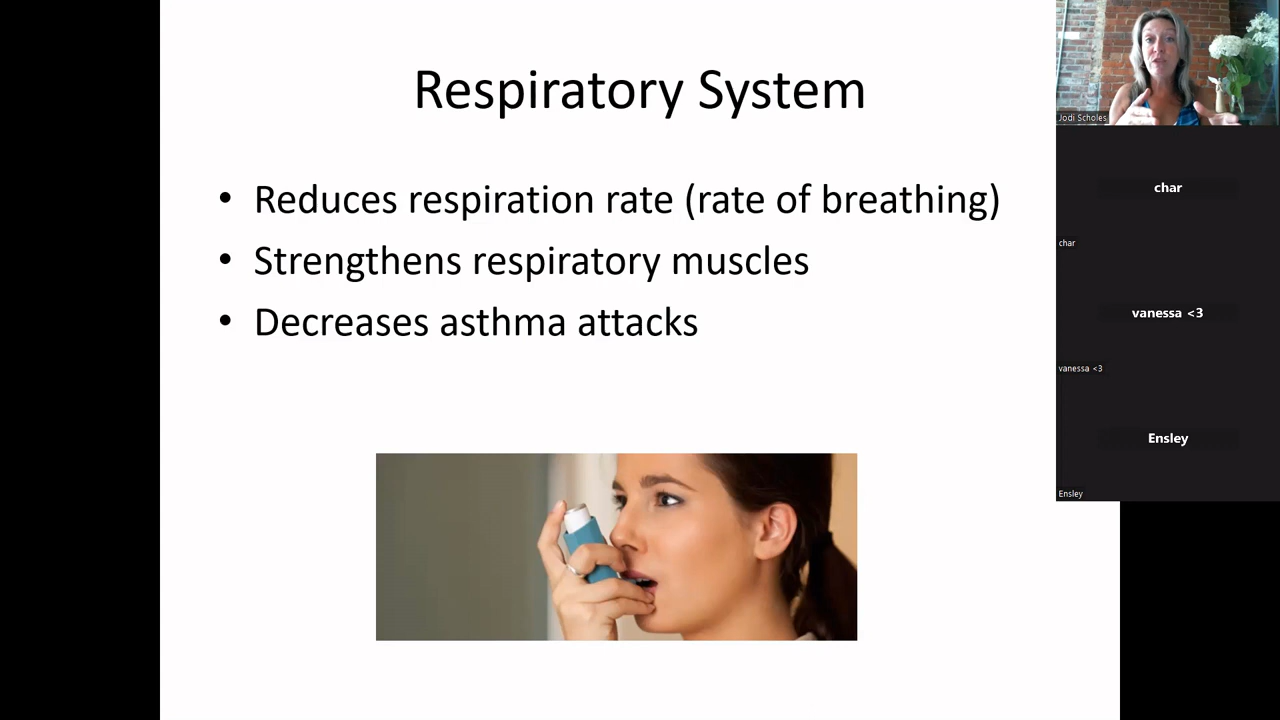 Respiratory System
• Reduces respiration rate (rate of breathing)
• Strengthens respiratory muscles
• Decreases asthma attacks
Jodi Scholes
char
char
vanessa <3
vanessa <3
Ensley
Ensley